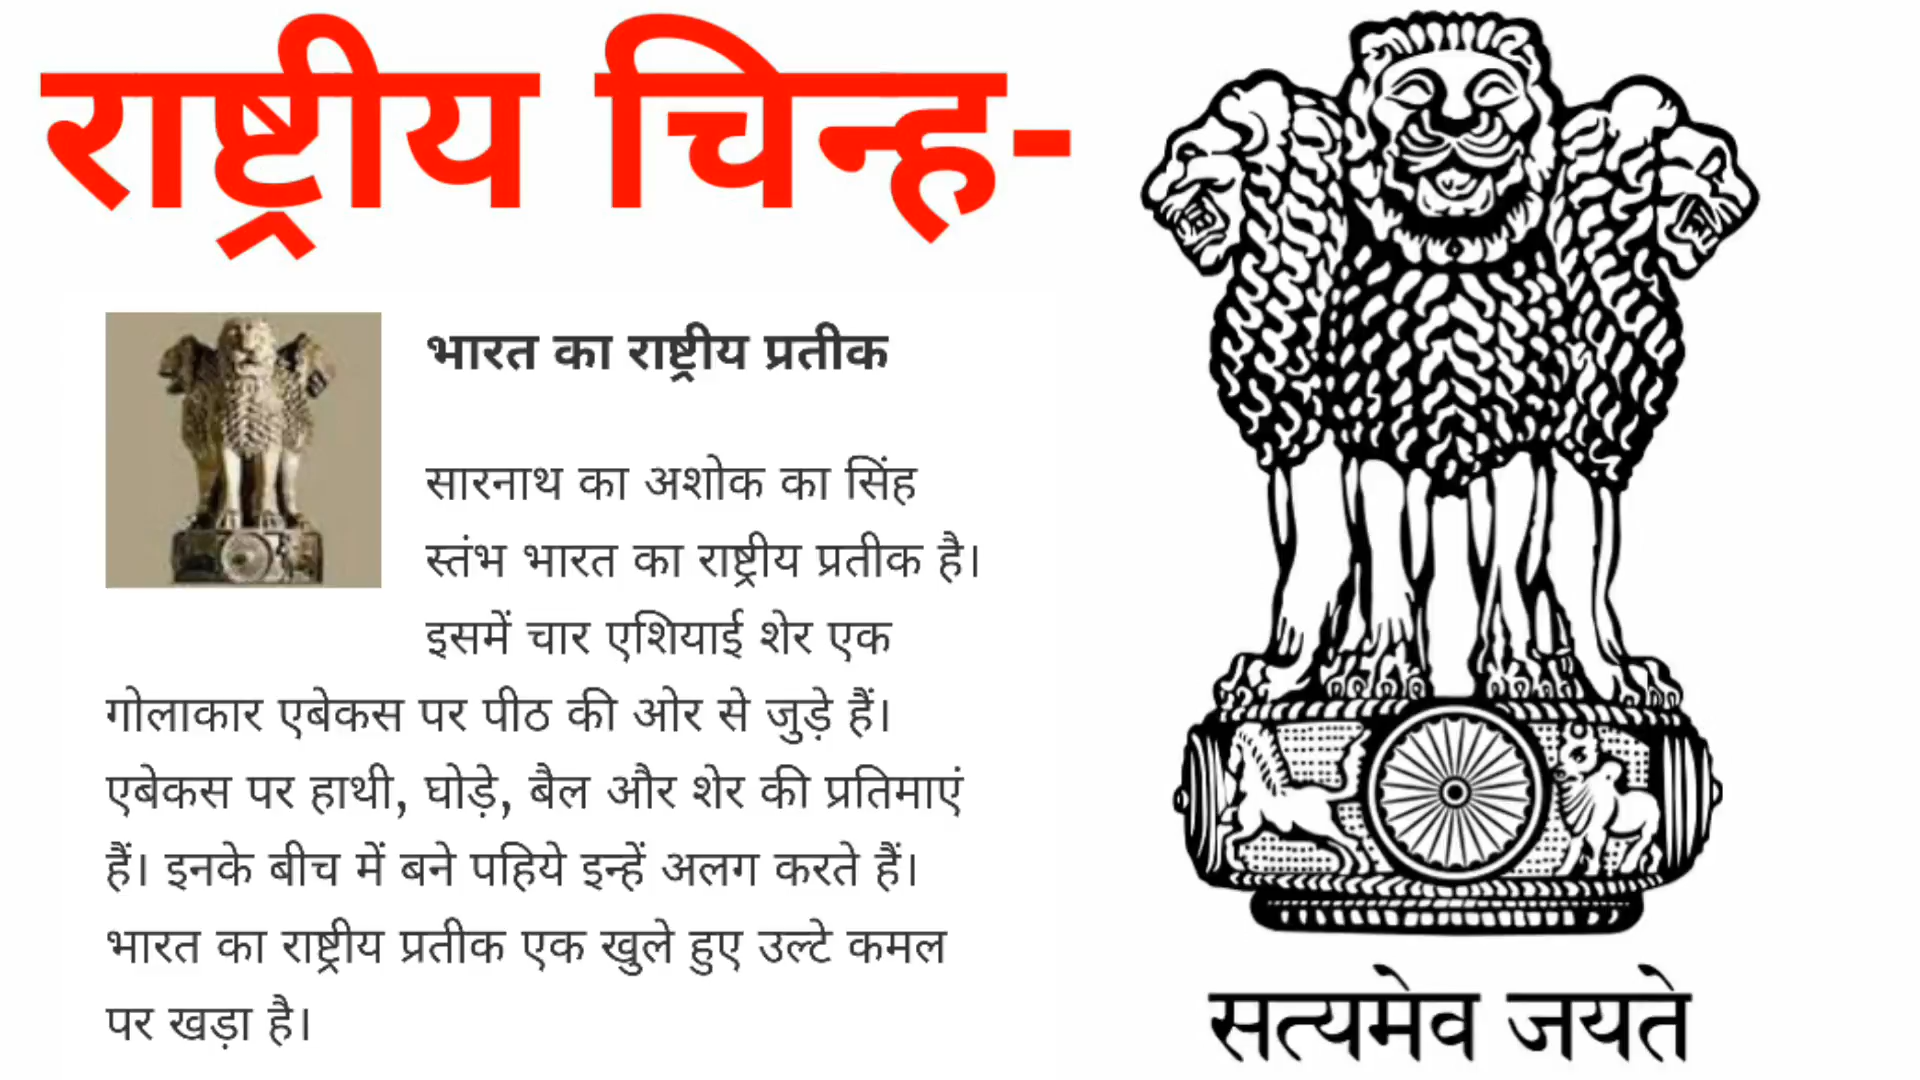 राष्ट्रीय चिन्ह-
भारत का राष्ट्रीय प्रतीक
सारनाथ का अशोक का सिंह
स्तंभ भारत का राष्ट्रीय प्रतीक है।
इसमें चार एशियाई शेर एक
गोलाकार एबेकस पर पीठ की ओर से जुड़े हैं।
एबेकस पर हाथी, घोड़े, बैल और शेर की प्रतिमाएं
हैं। इनके बीच में बने पहिये इन्हें अलग करते हैं।
भारत का राष्ट्रीय प्रतीक एक खुले हुए उल्टे कमल
पर खड़ा है।
सत्यमेव जयते